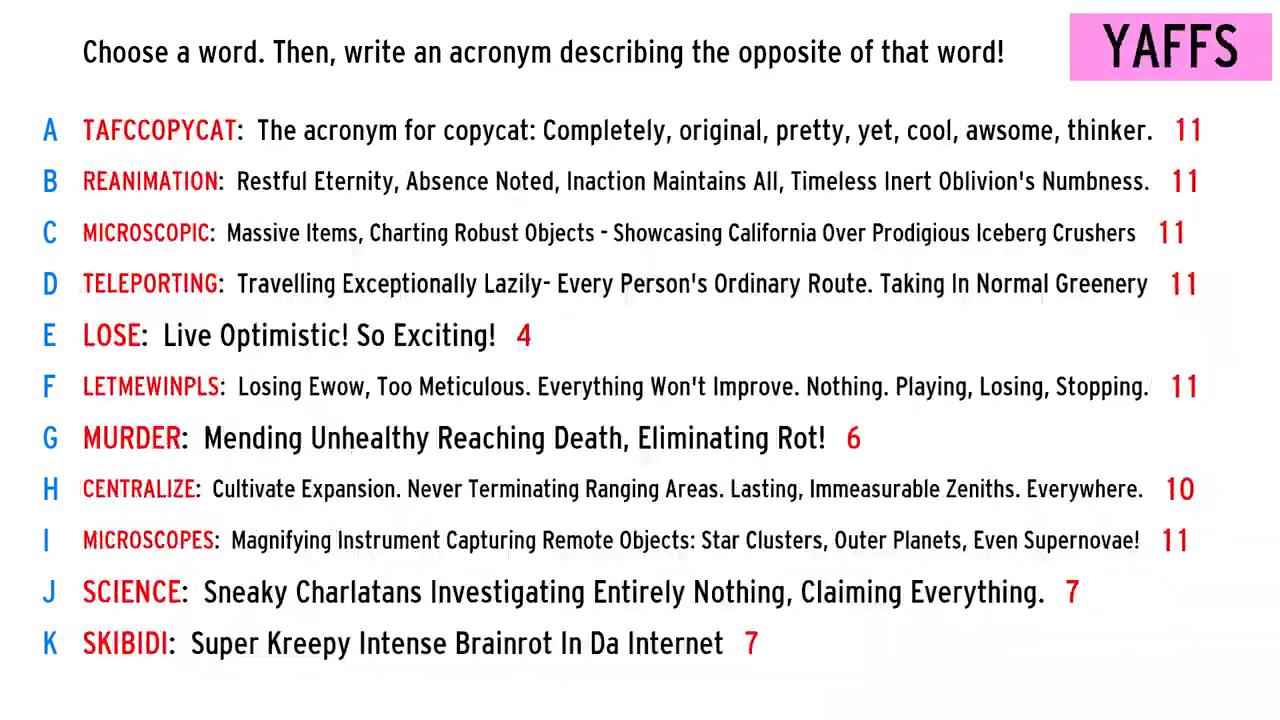 Choose a word. Then, write an acronym describing the opposite of that word!
YAFFS
A TAFCCOPYCAT: The acronym for copycat: Completely, original, pretty, yet, cool, awsome, thinker. 11
B REANIMATION: Restful Eternity, Absence Noted, Inaction Maintains All, Timeless Inert Oblivion's Numbness. 11
C MICROSCOPIC: Massive Items, Charting Robust Objects - Showcasing California Over Prodigious Iceberg Crushers 11
D TELEPORTING: Travelling Exceptionally Lazily- Every Person's Ordinary Route. Taking In Normal Greenery 11
E LOSE: Live Optimistic! So Exciting! 4
F LETMEWINPLS: Losing Ewow, Too Meticulous. Everything Won't Improve. Nothing. Playing, Losing, Stopping. 11
G MURDER: Mending Unhealthy Reaching Death, Eliminating Rot! 6
H CENTRALIZE: Cultivate Expansion. Never Terminating Ranging Areas. Lasting, Immeasurable Zeniths. Everywhere. 10
I MICROSCOPES: Magnifying Instrument Capturing Remote Objects: Star Clusters, Outer Planets, Even Supernovae! 11
J SCIENCE: Sneaky Charlatans Investigating Entirely Nothing, Claiming Everything. 7
K SKIBIDI: Super Kreepy Intense Brainrot In Da Internet 7